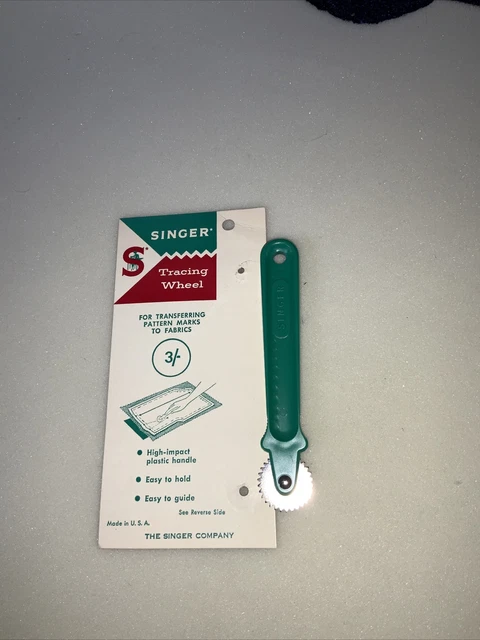 SINGER®
S®
Tracing
Wheel
FOR TRANSFERRING
PATTERN MARKS
TO FABRICS
3/-
• High-impact
plastic handle
• Easy to hold
• Easy to guide
See Reverse Side
Made in U. S. A.
THE SINGER COMPANY
SINGER